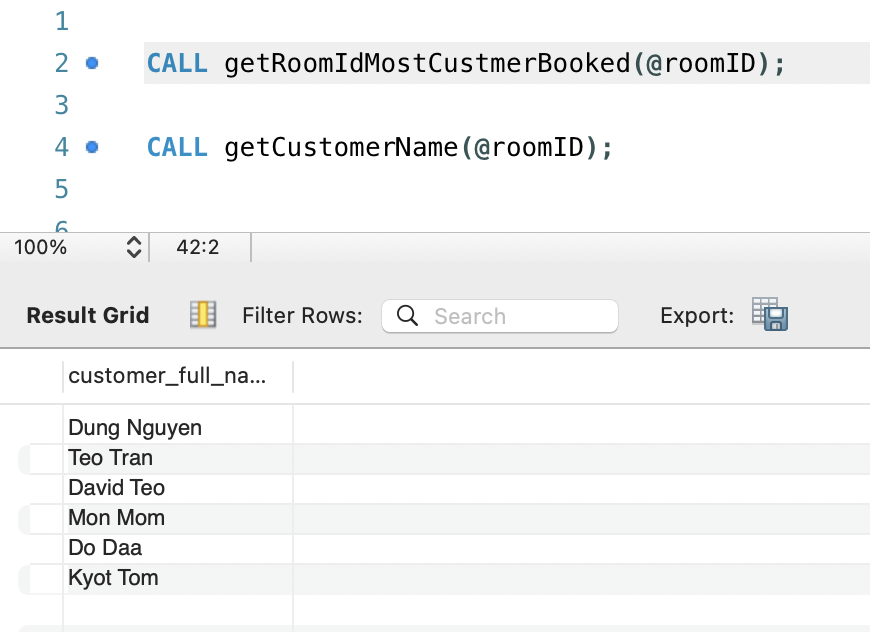 1
2 CALL getRoomIdMostCustmerBooked(@roomID);
3
4 CALL getCustomerName(@roomID);
5
6
100% 42:2
Result Grid Filter Rows: Search Export:
customer_full_na...
Dung Nguyen
Teo Tran
David Teo
Mon Mom
Do Daa
Kyot Tom